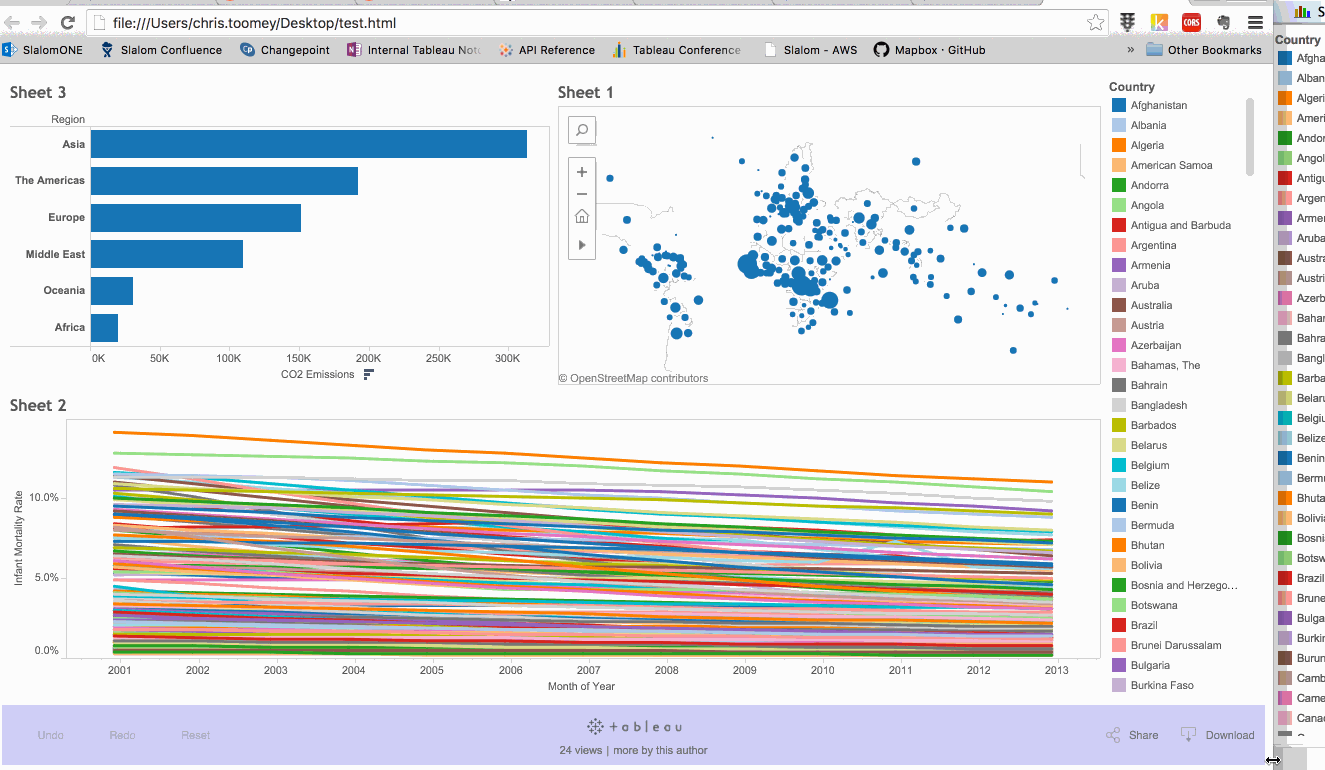 file:///Users/chris.toomey/Desktop/test.html
CORS
SlalomONE Slalom Confluence Changepoint Internal Tableau Not API Reference Tableau Conference Slalom - AWS Mapbox · GitHub » Other Bookmarks
Sheet 3
Region
Asia
The Americas
Europe
Middle East
Oceania
Africa
0K 50K 100K 150K 200K 250K 300K
CO2 Emissions
Sheet 1
© OpenStreetMap contributors
Sheet 2
Infant Mortality Rate
10.0%
5.0%
0.0%
2001 2002 2003 2004 2005 2006 2007 2008 2009 2010 2011 2012 2013
Month of Year
Country
Afghanistan
Albania
Algeria
American Samoa
Andorra
Angola
Antigua and Barbuda
Argentina
Armenia
Aruba
Australia
Austria
Azerbaijan
Bahamas, The
Bahrain
Bangladesh
Barbados
Belarus
Belgium
Belize
Benin
Bermuda
Bhutan
Bolivia
Bosnia and Herzego...
Botswana
Brazil
Brunei Darussalam
Bulgaria
Burkina Faso
S
Country
Afgha
Alban
Algeri
Ameri
Andor
Angol
Antigu
Argen
Armen
Aruba
Austra
Austri
Azerb
Bahar
Bahra
Bangl
Barba
Belaru
Belgiu
Belize
Benin
Bermu
Bhuta
Bolivia
Bosni
Botsw
Brazil
Brune
Bulga
Burkin
Burun
Camb
Came
Canad
Undo Redo Reset
+ableau
24 views | more by this author
Share Download